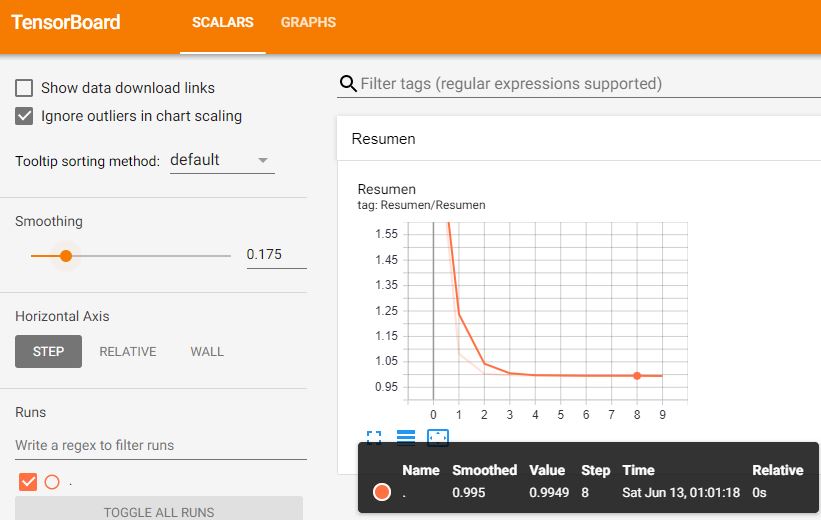 TensorBoard SCALARS GRAPHS
Show data download links
Ignore outliers in chart scaling
Tooltip sorting method: default
Smoothing
0.175
Horizontal Axis
STEP RELATIVE WALL
Runs
Write a regex to filter runs
.
TOGGLE ALL RUNS
Filter tags (regular expressions supported)
Resumen
Resumen
tag: Resumen/Resumen
1.55
1.45
1.35
1.25
1.15
1.05
0.95
0 1 2 3 4 5 6 7 8 9
Name Smoothed Value Step Time Relative
. 0.995 0.9949 8 Sat Jun 13, 01:01:18 0s